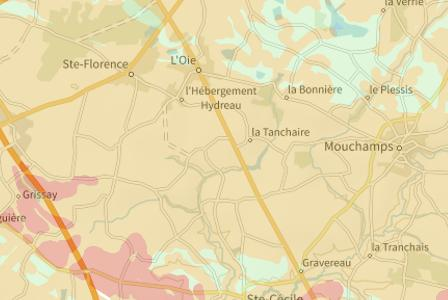 la Verrie
L'Oie
Ste-Florence
l'Hébergement
Hydreau
la Bonnière
le Plessis
la Tanchaire
Mouchamps
Grissay
guière
la Tranchais
Gravereau
Ste-Cécile